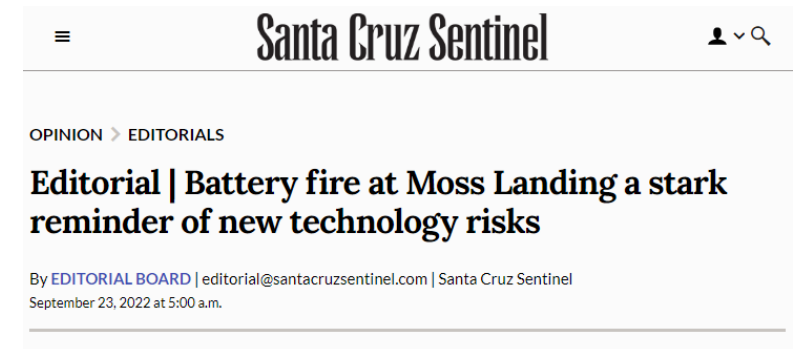 Santa Cruz Sentinel
OPINION > EDITORIALS
Editorial | Battery fire at Moss Landing a stark
reminder of new technology risks
By EDITORIAL BOARD | editorial@santacruzsentinel.com | Santa Cruz Sentinel
September 23, 2022 at 5:00 a.m.